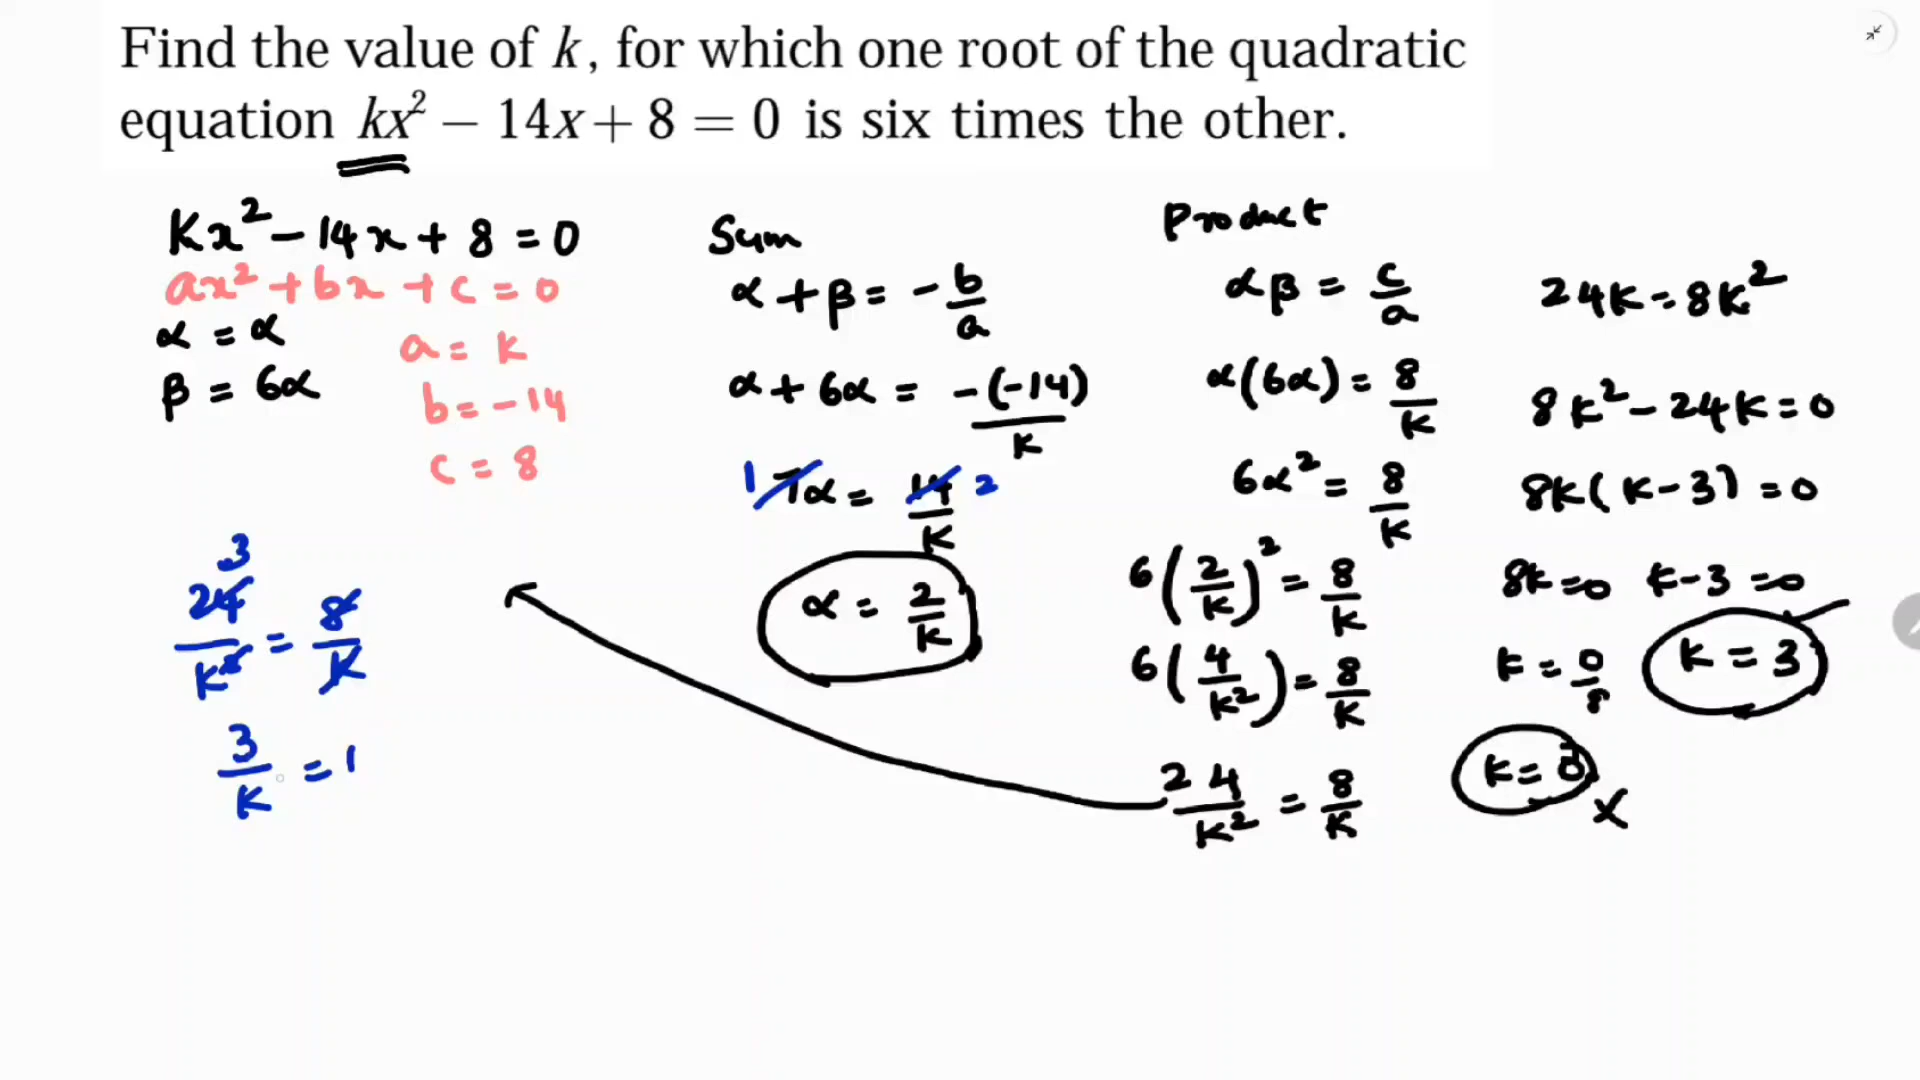 Find the value of k, for which one root of the quadratic
equation kx² − 14x + 8 = 0 is six times the other.
Kx² − 14x + 8 = 0
ax² + bx + c = 0
α = α
β = 6α
a = k
b = -14
c = 8
24/k² = 8/k
3
3/k = 1
Sum
α + β = -b/a
α + 6α = -(-14)/k
1 7α = 14/k 2
α = 2/k
Product
αβ = c/a
α(6α) = 8/k
6α² = 8/k
6(2/k)² = 8/k
6(4/k²) = 8/k
24/k² = 8/k
24k = 8k²
8k² − 24k = 0
8k(k−3) = 0
8k = 0 k−3 = 0
k = 0/8 k = 3
k = 0 x